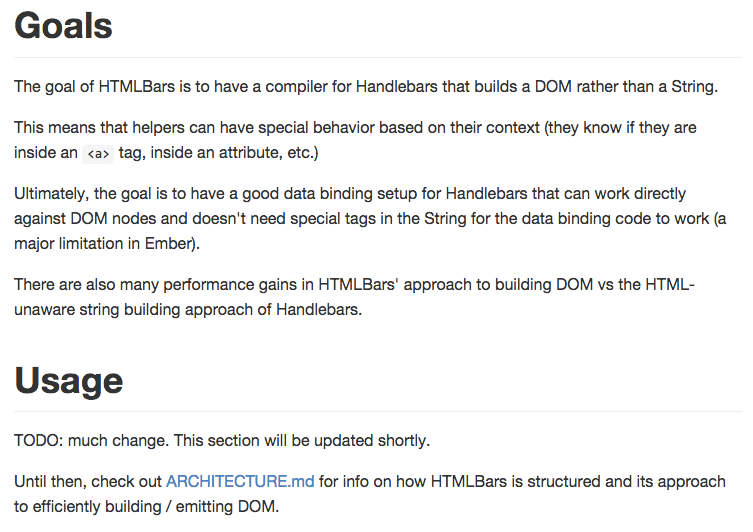 Goals
The goal of HTMLBars is to have a compiler for Handlebars that builds a DOM rather than a String.
This means that helpers can have special behavior based on their context (they know if they are
inside an <a> tag, inside an attribute, etc.)
Ultimately, the goal is to have a good data binding setup for Handlebars that can work directly
against DOM nodes and doesn't need special tags in the String for the data binding code to work (a
major limitation in Ember).
There are also many performance gains in HTMLBars' approach to building DOM vs the HTML-
unaware string building approach of Handlebars.
Usage
TODO: much change. This section will be updated shortly.
Until then, check out ARCHITECTURE.md for info on how HTMLBars is structured and its approach
to efficiently building / emitting DOM.